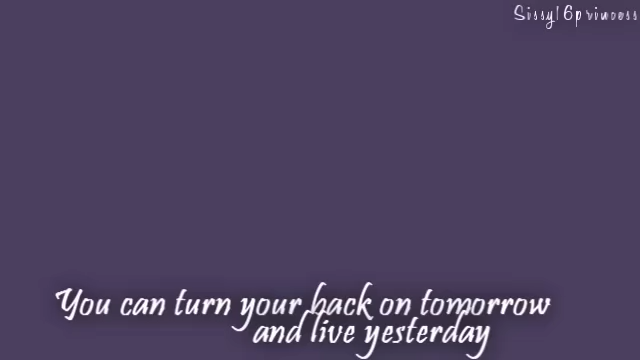 Sissy16princess
You can turn your back on tomorrow
and live yesterday